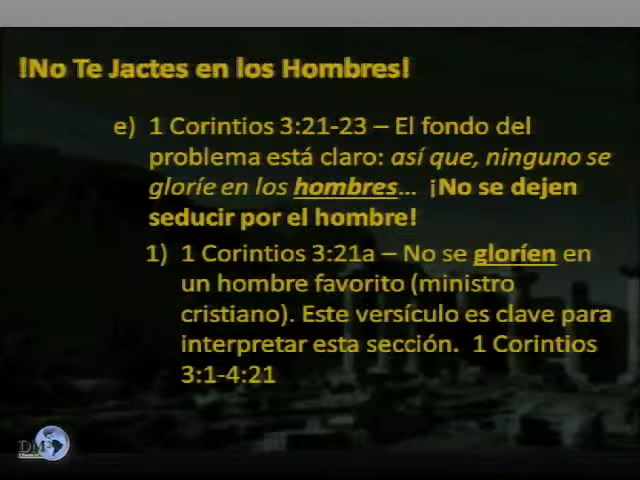 !No Te Jactes en los Hombres!
e) 1 Corintios 3:21-23 – El fondo del
problema está claro: así que, ninguno se
gloríe en los hombres… ¡No se dejen
seducir por el hombre!
1) 1 Corintios 3:21a – No se gloríen en
un hombre favorito (ministro
cristiano). Este versículo es clave para
interpretar esta sección. 1 Corintios
3:1-4:21
DM